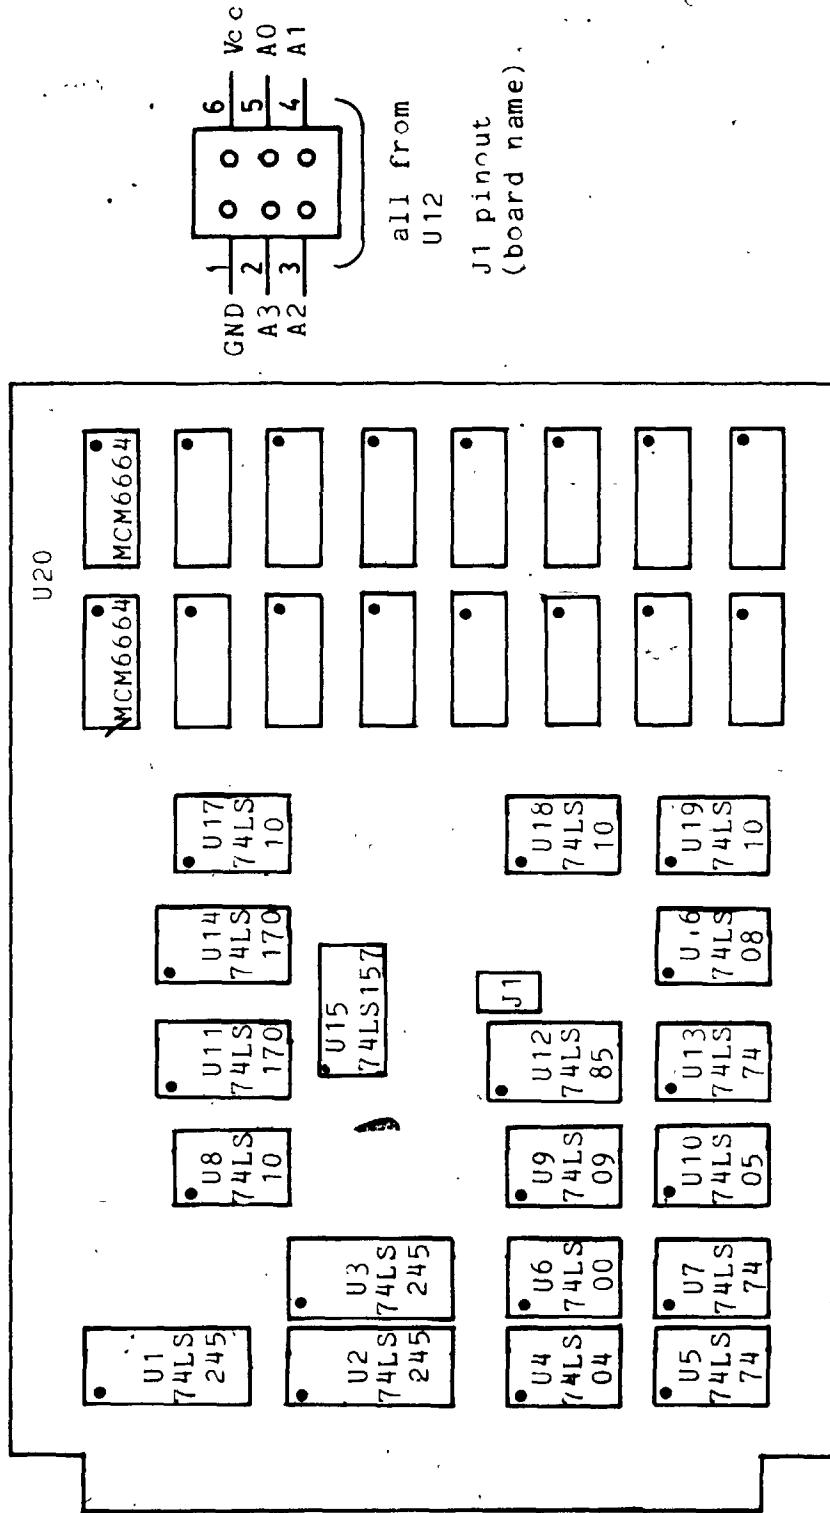 GND
A3
A2
1
2
3
6
5
4
Vcc
A0
A1
all from
U12
J1 pinout
(board name).
U20
MCM6664
MCM6664
U17
74LS
10
U18
74LS
10
U19
74LS
10
U14
74LS
170
U15
74LS157
J1
74LS
08
U11
74LS
170
U12
74LS
85
U13
74LS
74
U8
74LS
10
U9
74LS
09
U10
74LS
05
U3
74LS
245
U6
74LS
00
U7
74LS
74
U1
74LS
245
U2
74LS
245
U4
74LS
04
U5
74LS
74